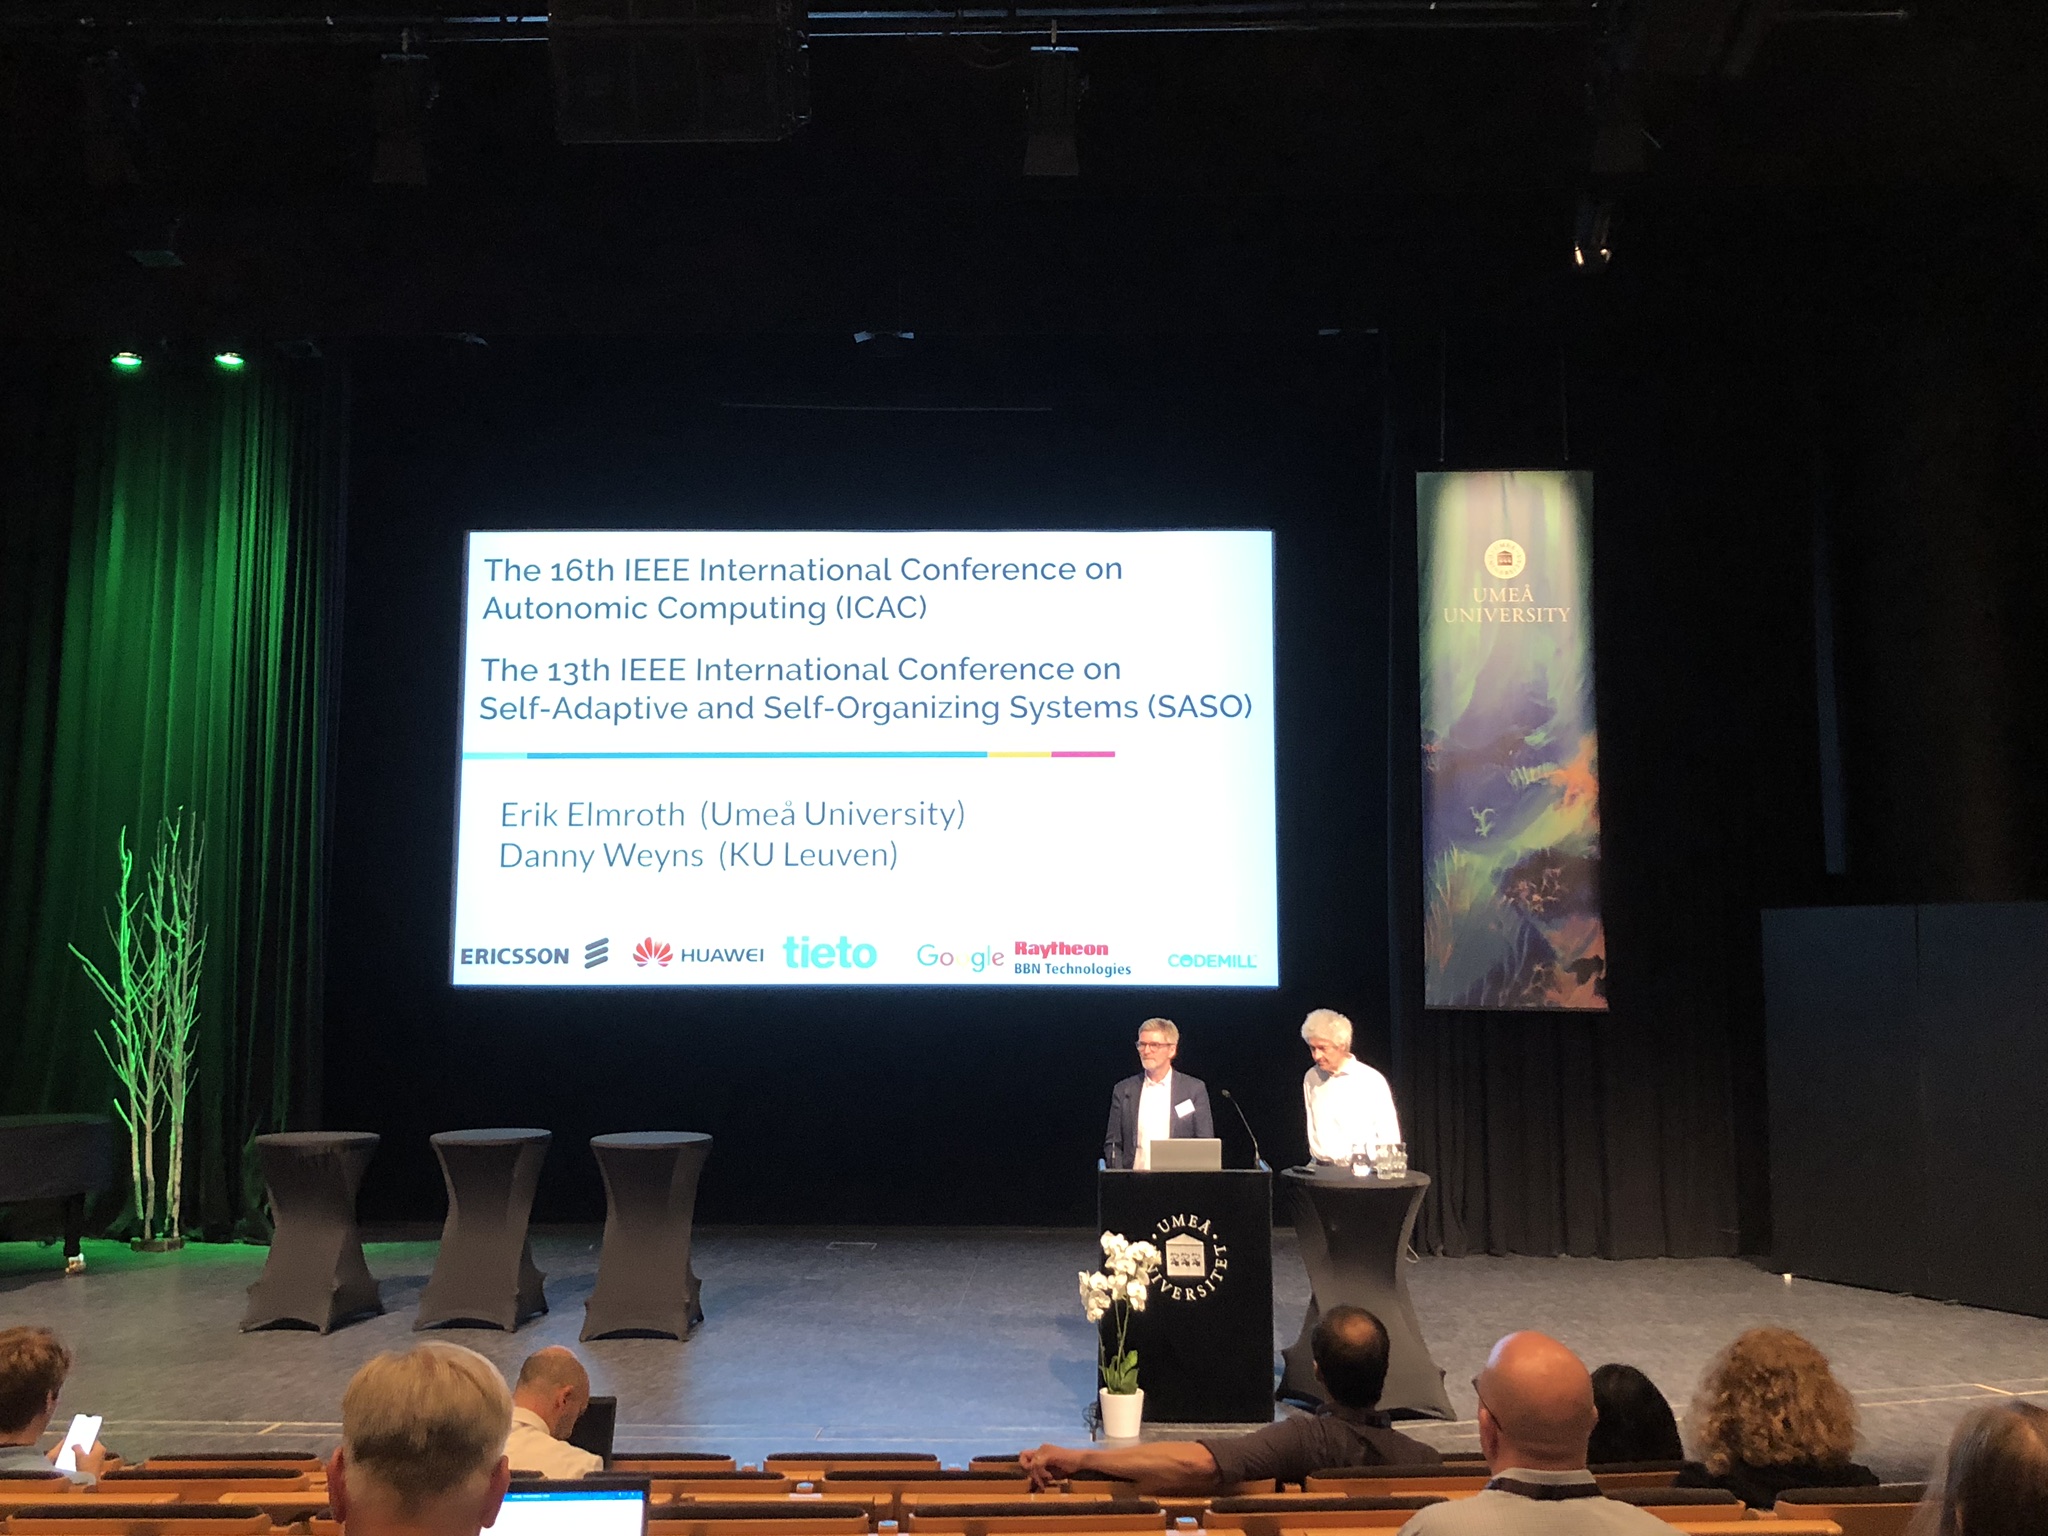 The 16th IEEE International Conference on
Autonomic Computing (ICAC)
The 13th IEEE International Conference on
Self-Adaptive and Self-Organizing Systems (SASO)
Erik Elmroth (Umeå University)
Danny Weyns (KU Leuven)
ERICSSON
HUAWEI
tieto
Google
Raytheon
BBN Technologies
CODEMILL
UMEÅ
UNIVERSITY
UMEÅ